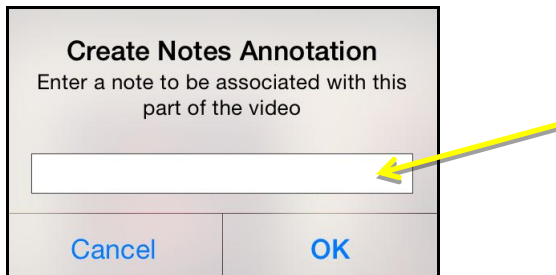 Create Notes Annotation
Enter a note to be associated with this
part of the video
Cancel OK